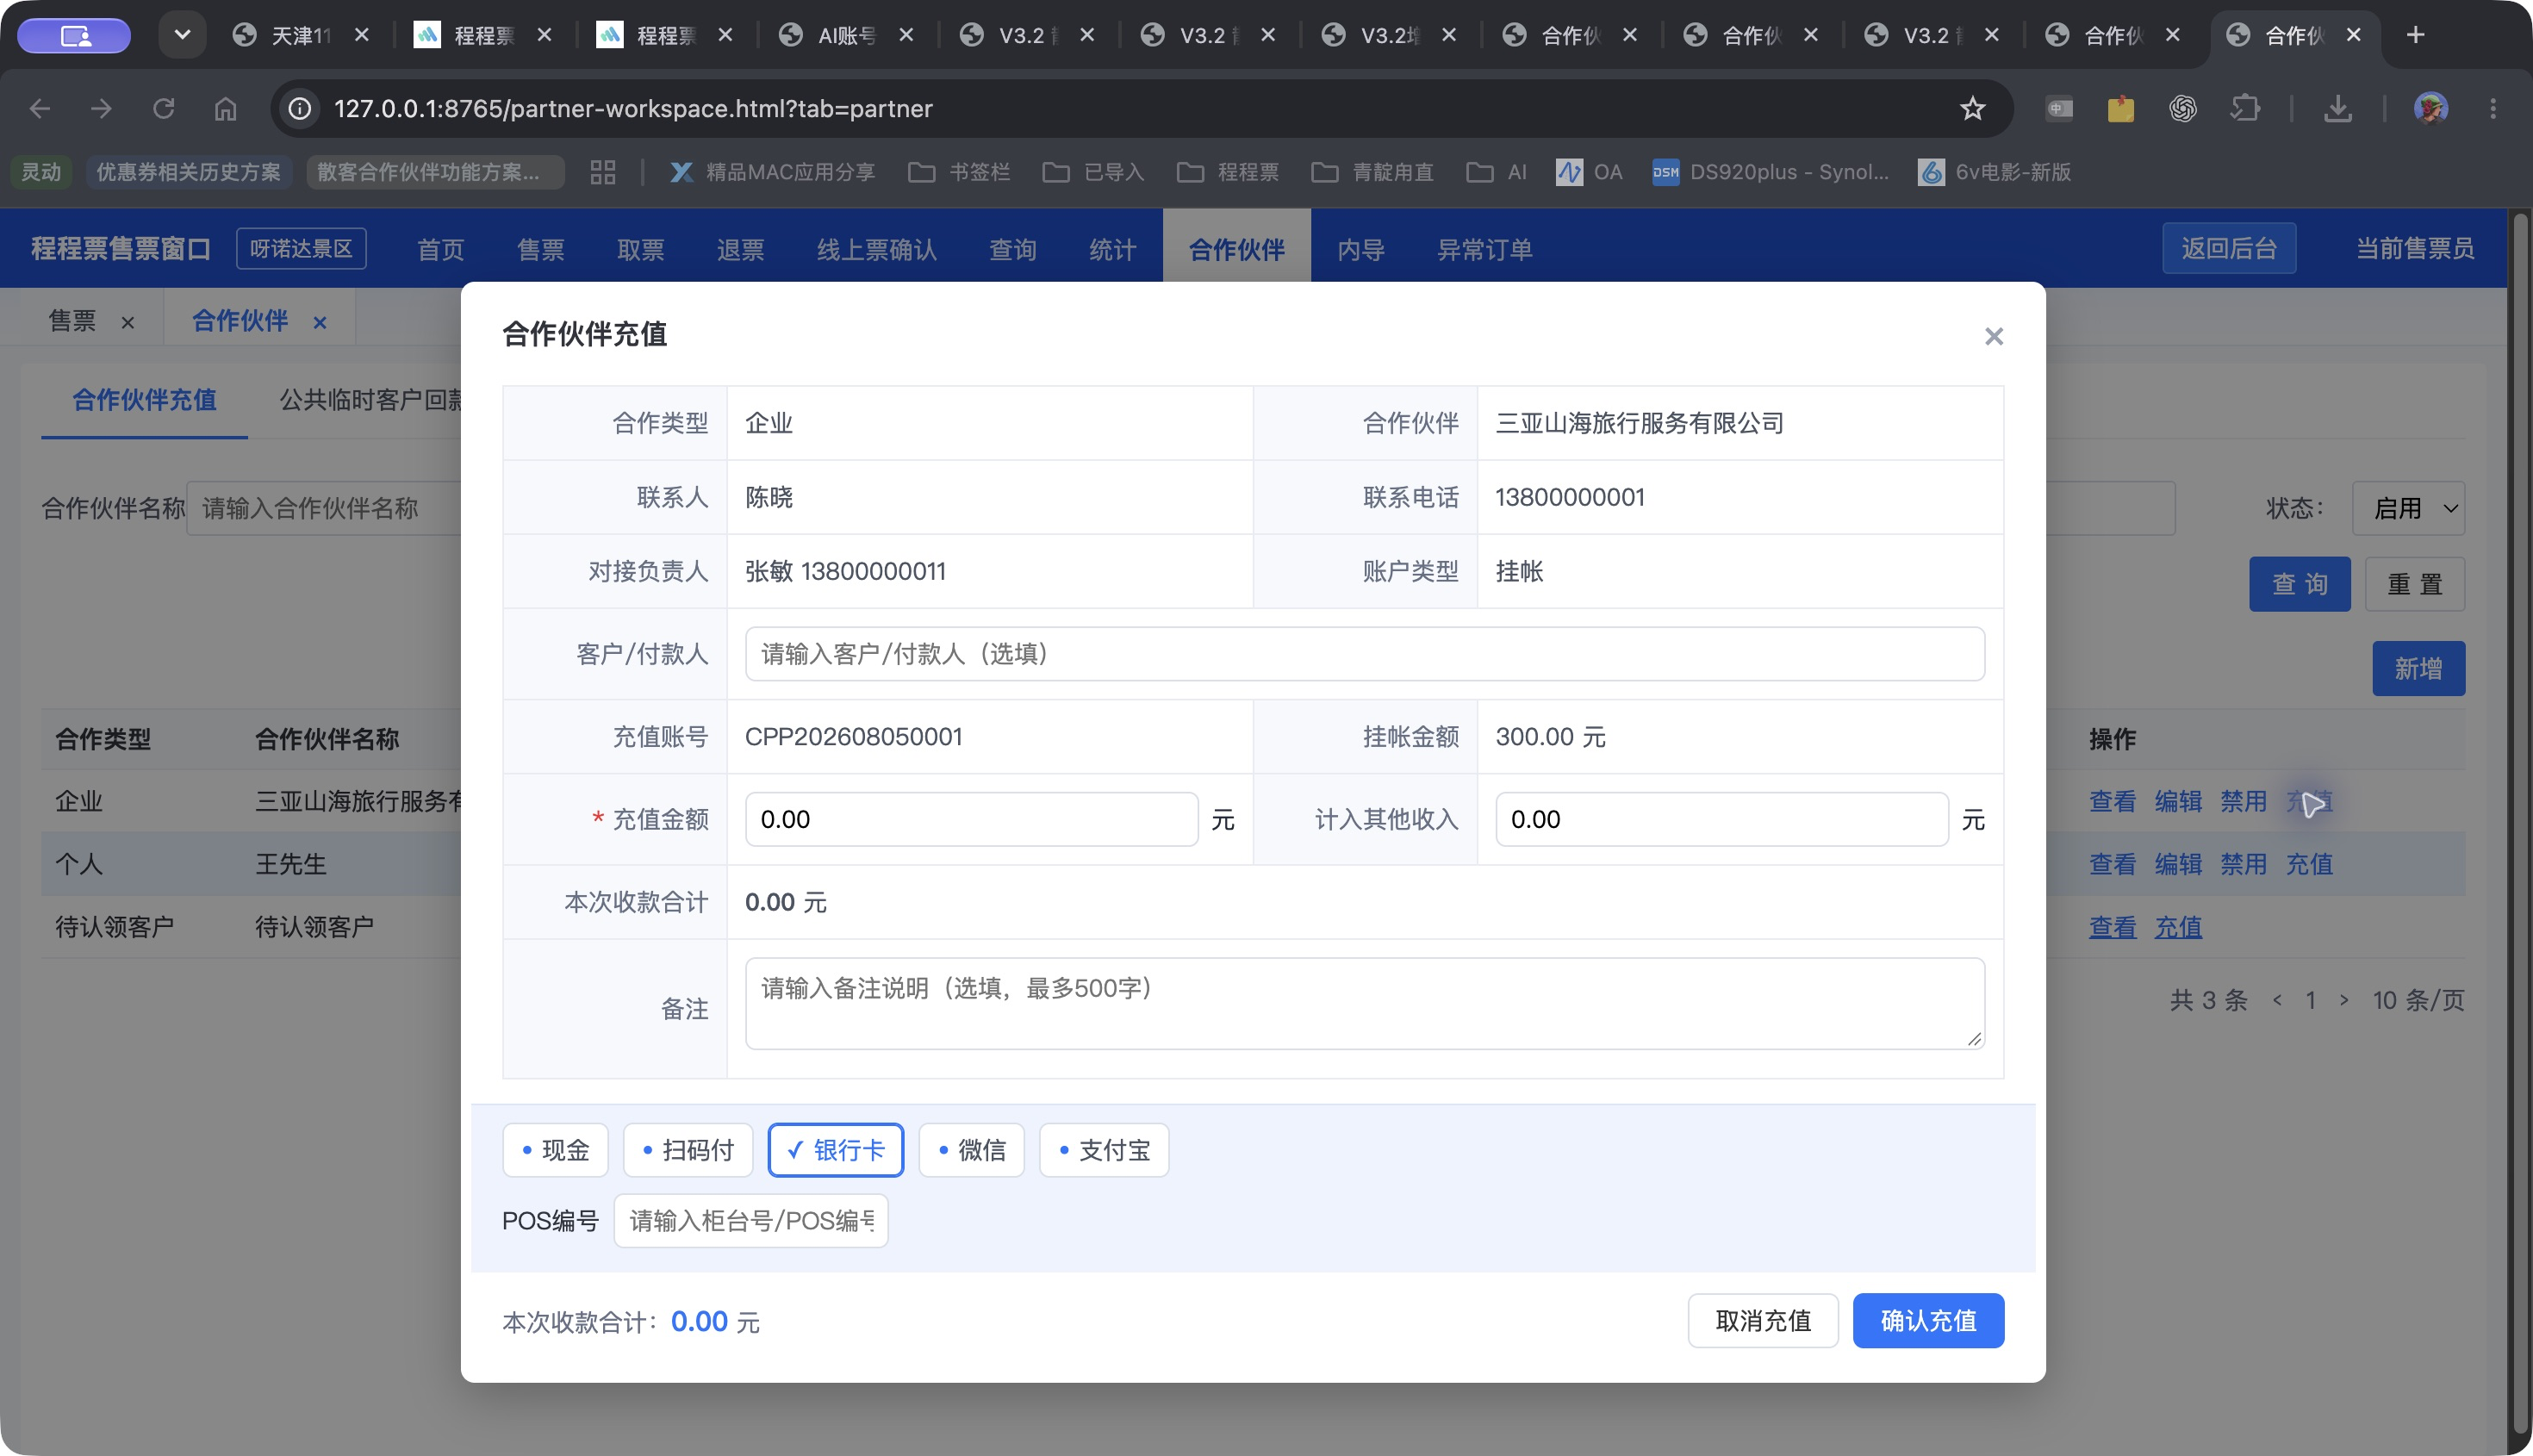 天津11
程程票
程程票
AI账号
V3.2
V3.2
V3.2增
合作伙
合作伙
V3.2
合作伙
合作伙
127.0.0.1:8765/partner-workspace.html?tab=partner
灵动 优惠券相关历史方案 散客合作伙伴功能方案... 精品MAC应用分享 书签栏 已导入 程程票 青靛甪直 AI OA DSM DS920plus - Synol... 6v电影-新版
程程票售票窗口 呀诺达景区 首页 售票 取票 退票 线上票确认 查询 统计 合作伙伴 内导 异常订单 返回后台 当前售票员
售票 合作伙伴
合作伙伴充值 公共临时客户回款
合作伙伴名称 请输入合作伙伴名称 状态： 启用
查 询 重 置
新增
合作类型 合作伙伴名称 操作
企业 三亚山海旅行服务有 查看 编辑 禁用 充值
个人 王先生 查看 编辑 禁用 充值
待认领客户 待认领客户 查看 充值
共 3 条 < 1 > 10 条/页
合作伙伴充值
合作类型 企业 合作伙伴 三亚山海旅行服务有限公司
联系人 陈晓 联系电话 13800000001
对接负责人 张敏 13800000011 账户类型 挂帐
客户/付款人 请输入客户/付款人（选填）
充值账号 CPP202608050001 挂帐金额 300.00 元
* 充值金额 0.00 元 计入其他收入 0.00 元
本次收款合计 0.00 元
备注 请输入备注说明（选填，最多500字）
• 现金 • 扫码付 ✓ 银行卡 • 微信 • 支付宝
POS编号 请输入柜台号/POS编号
本次收款合计：0.00 元 取消充值 确认充值